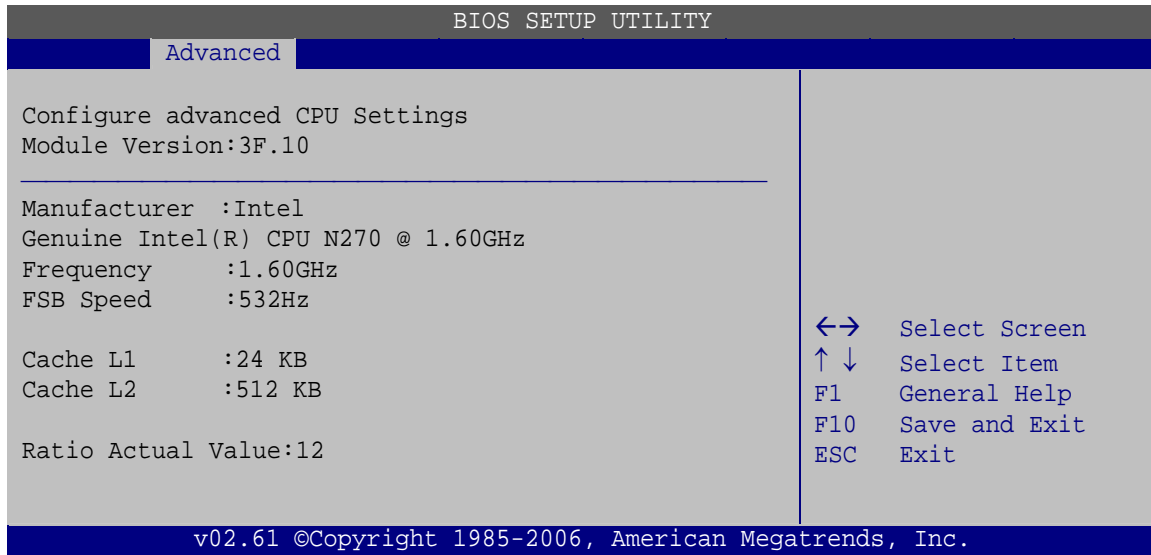 BIOS SETUP UTILITY
Advanced
Configure advanced CPU Settings
Module Version:3F.10
Manufacturer :Intel
Genuine Intel(R) CPU N270 @ 1.60GHz
Frequency :1.60GHz
FSB Speed :532Hz
Cache L1 :24 KB
Cache L2 :512 KB
Ratio Actual Value:12
←→ Select Screen
↑↓ Select Item
F1 General Help
F10 Save and Exit
ESC Exit
v02.61 ©Copyright 1985-2006, American Megatrends, Inc.